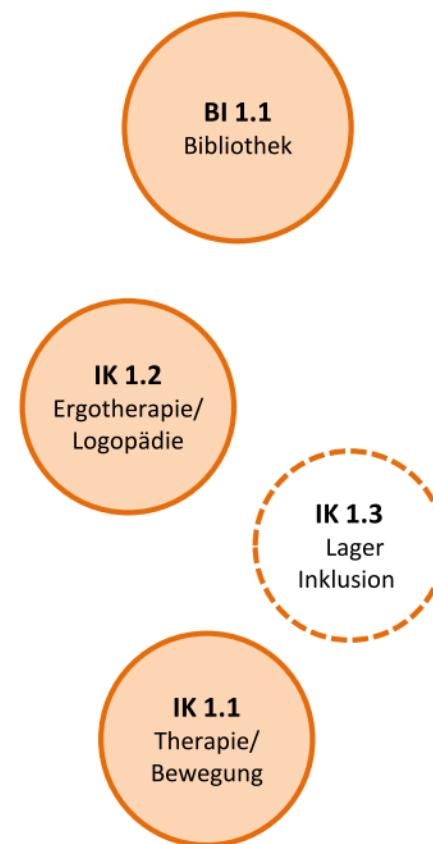 BI 1.1
Bibliothek
IK 1.2
Ergotherapie/
Logopädie
IK 1.3
Lager
Inklusion
IK 1.1
Therapie/
Bewegung